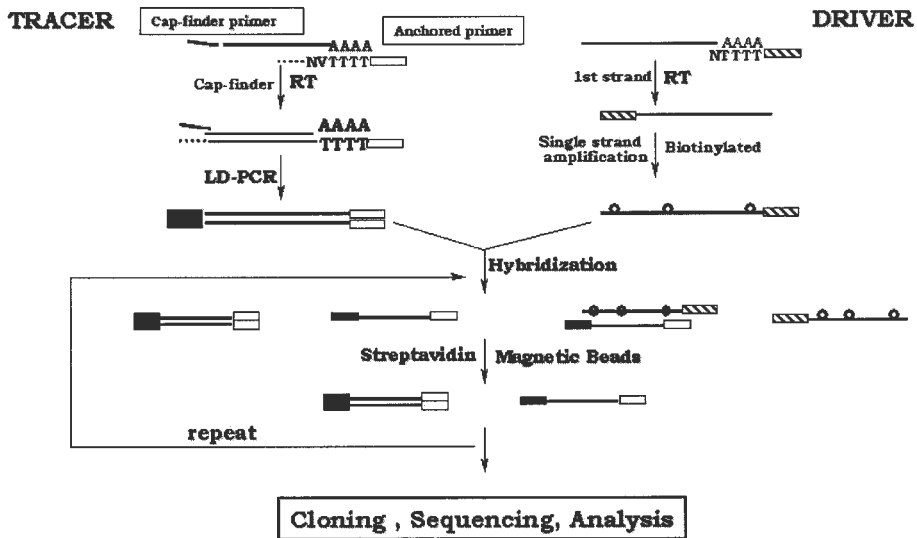 TRACER
Cap-finder primer
Anchored primer
DRIVER
AAAA
NVTTTT
Cap-finder
RT
AAAA
NTTTT
1st strand
RT
AAAA
TTTT
LD-PCR
Single strand
amplification
Biotinylated
Hybridization
Streptavidin
Magnetic Beads
repeat
Cloning , Sequencing, Analysis